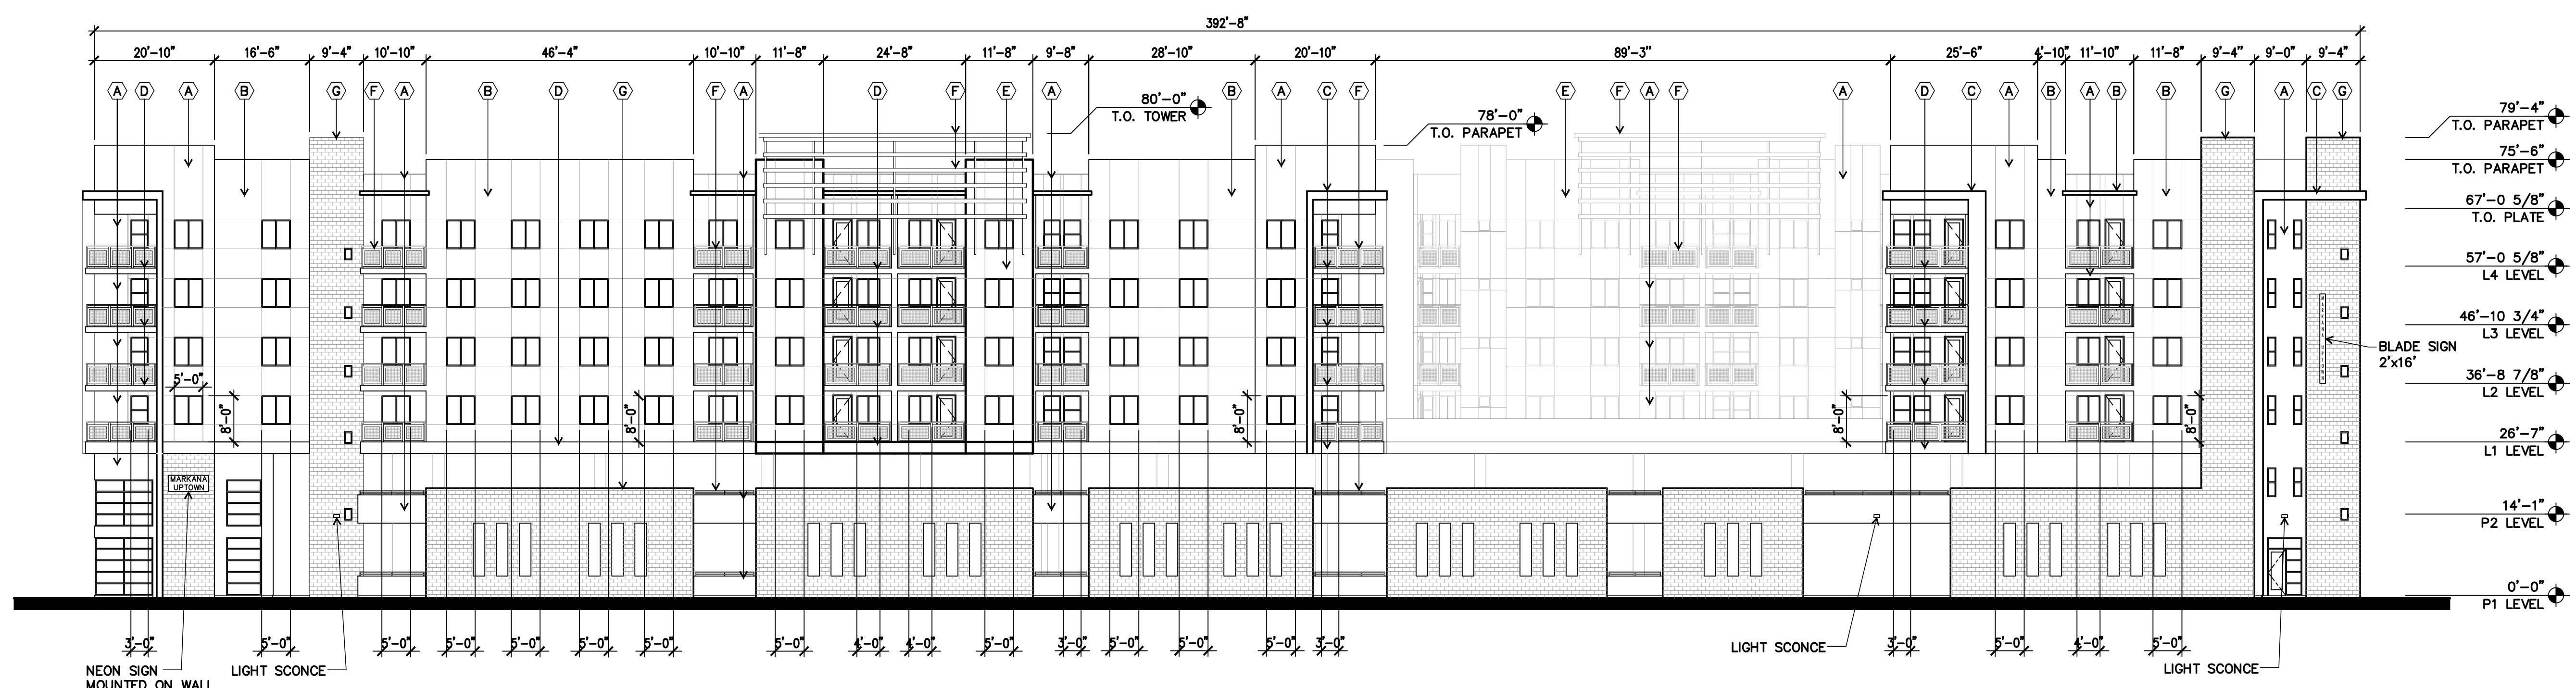 392'-8"
20'-10" 16'-6" 9'-4" 10'-10" 46'-4" 10'-10" 11'-8" 24'-8" 11'-8" 9'-8" 28'-10" 20'-10" 89'-3" 25'-6" 4'-10" 11'-10" 11'-8" 9'-4" 9'-0" 9'-4"
A D A B G F A B D G F A D F E A B A C F E F A F A D C A B A B B G A C G
80'-0"
T.O. TOWER
78'-0"
T.O. PARAPET
79'-4"
T.O. PARAPET
75'-6"
T.O. PARAPET
67'-0 5/8"
T.O. PLATE
57'-0 5/8"
L4 LEVEL
46'-10 3/4"
L3 LEVEL
BLADE SIGN
2'x16'
MARKANA UPTOWN
36'-8 7/8"
L2 LEVEL
5'-0"
8'-0" 8'-0" 8'-0" 8'-0" 8'-0"
26'-7"
L1 LEVEL
MARKANA
UPTOWN
14'-1"
P2 LEVEL
0'-0"
P1 LEVEL
3'-0" 5'-0" 5'-0" 5'-0" 5'-0" 5'-0" 5'-0" 5'-0" 4'-0" 4'-0" 5'-0" 3'-0" 5'-0" 5'-0" 5'-0" 3'-0" 3'-0" 5'-0" 4'-0" 5'-0"
NEON SIGN
MOUNTED ON WALL
LIGHT SCONCE
LIGHT SCONCE
LIGHT SCONCE